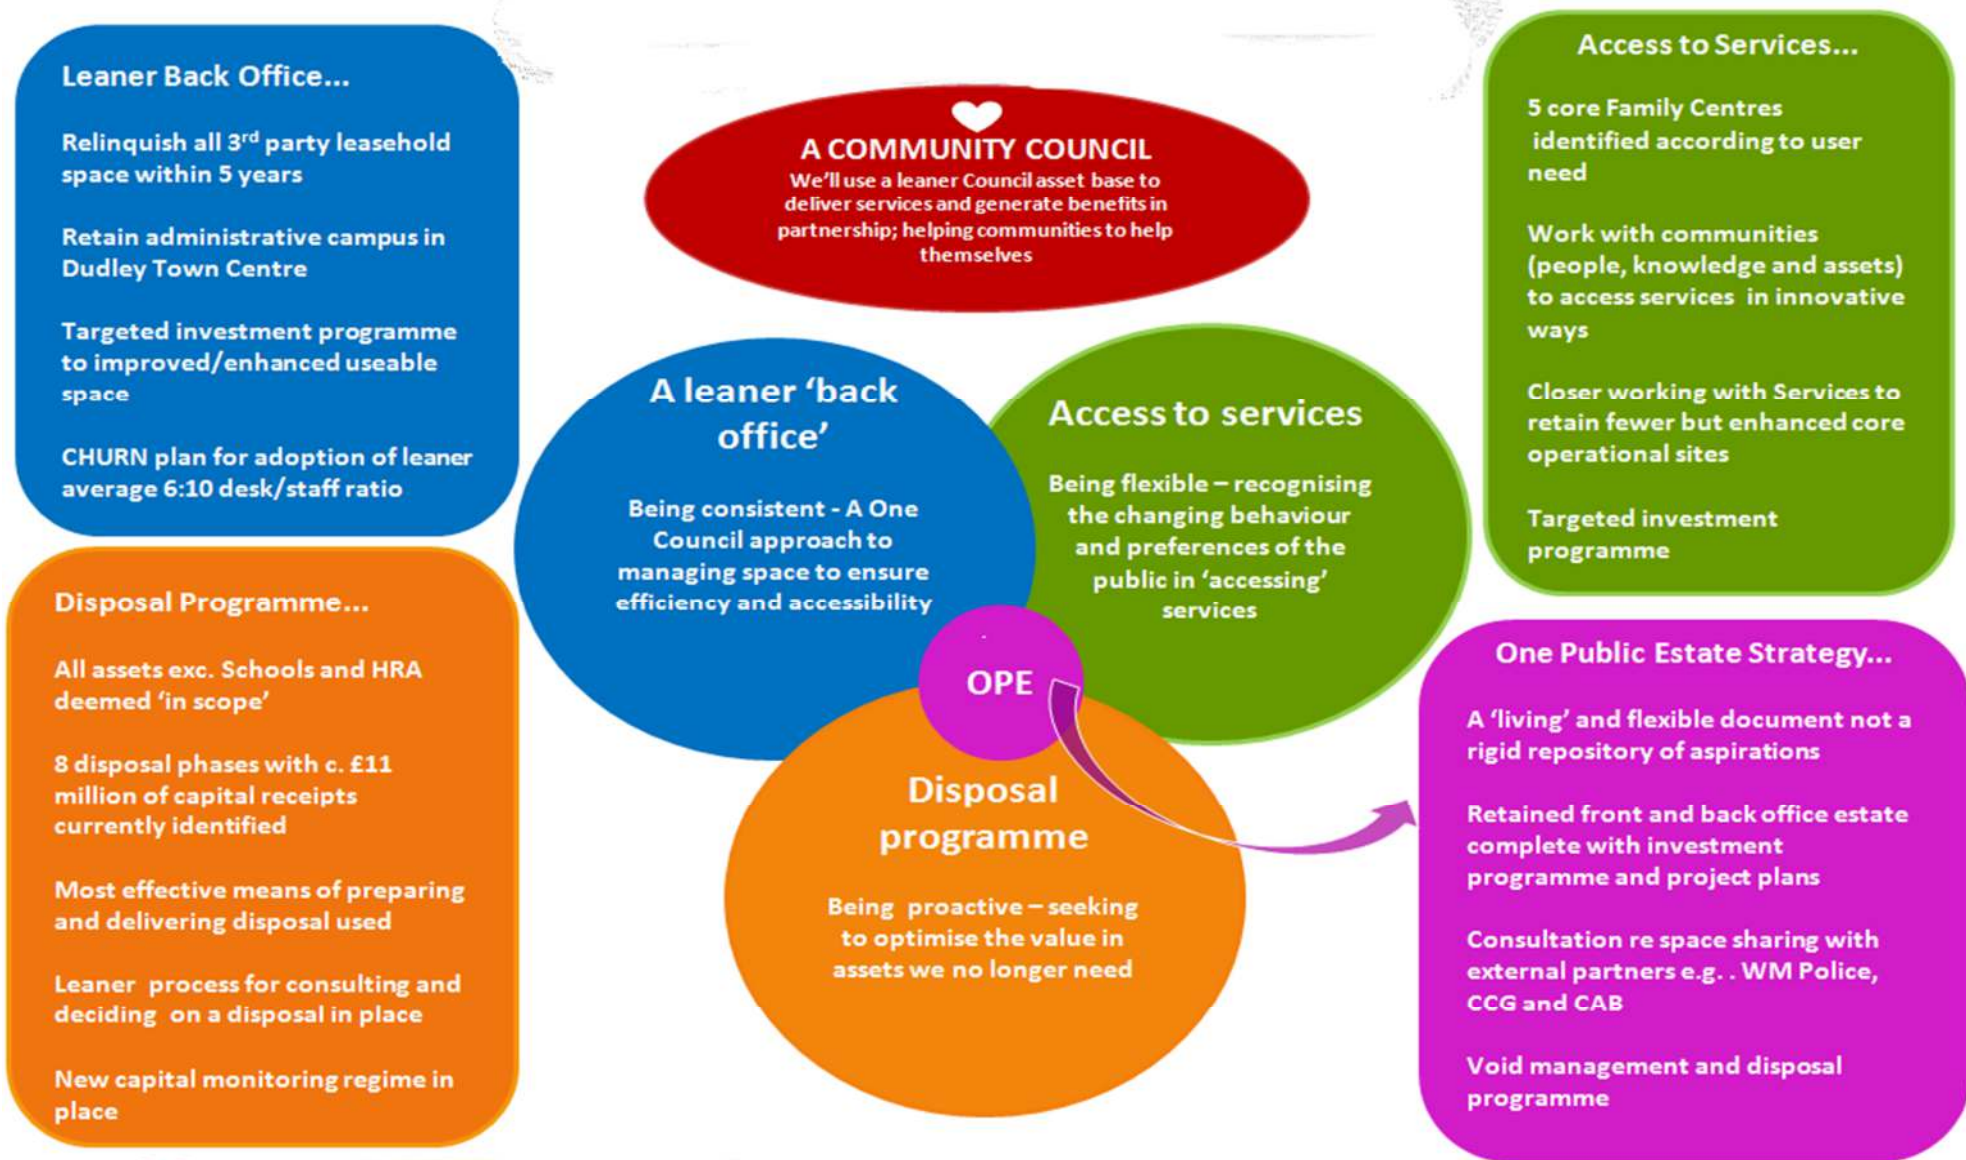 Leaner Back Office...
Relinquish all 3rd party leasehold
space within 5 years
Retain administrative campus in
Dudley Town Centre
Targeted investment programme
to improved/enhanced useable
space
CHURN plan for adoption of leaner
average 6:10 desk/staff ratio
Disposal Programme...
All assets exc. Schools and HRA
deemed ‘in scope’
8 disposal phases with c. £11
million of capital receipts
currently identified
Most effective means of preparing
and delivering disposal used
Leaner process for consulting and
deciding on a disposal in place
New capital monitoring regime in
place
A COMMUNITY COUNCIL
We’ll use a leaner Council asset base to
deliver services and generate benefits in
partnership; helping communities to help
themselves
A leaner ‘back
office’
Being consistent - A One
Council approach to
managing space to ensure
efficiency and accessibility
Access to services
Being flexible – recognising
the changing behaviour
and preferences of the
public in ‘accessing’
services
OPE
Disposal
programme
Being proactive – seeking
to optimise the value in
assets we no longer need
Access to Services...
5 core Family Centres
identified according to user
need
Work with communities
(people, knowledge and assets)
to access services in innovative
ways
Closer working with Services to
retain fewer but enhanced core
operational sites
Targeted investment
programme
One Public Estate Strategy...
A ‘living’ and flexible document not a
rigid repository of aspirations
Retained front and back office estate
complete with investment
programme and project plans
Consultation re space sharing with
external partners e.g. . WM Police,
CCG and CAB
Void management and disposal
programme